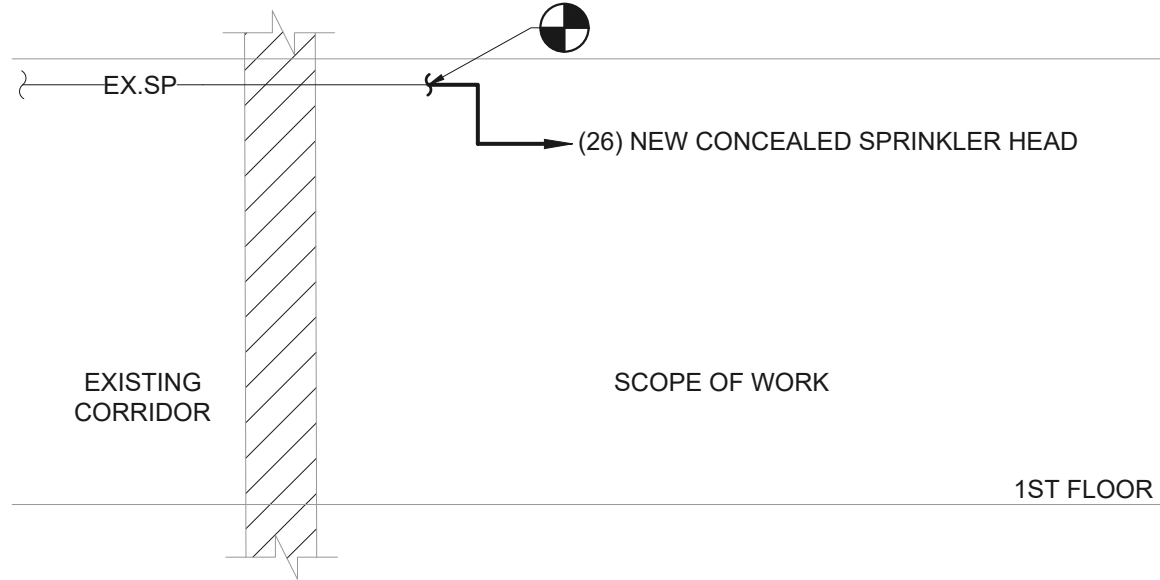 EX.SP
(26) NEW CONCEALED SPRINKLER HEAD
EXISTING
CORRIDOR
SCOPE OF WORK
1ST FLOOR